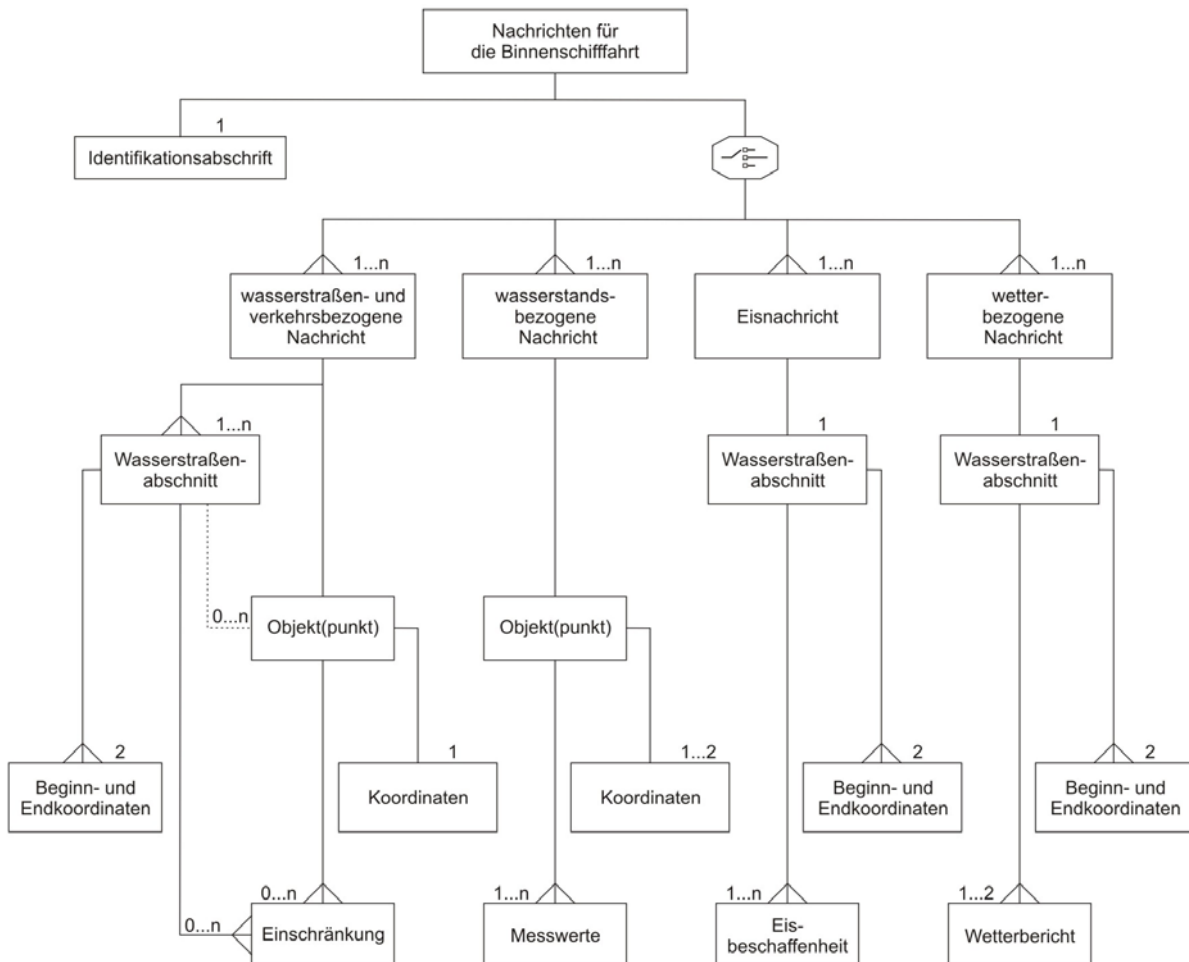 Nachrichten für
die Binnenschifffahrt
1
Identifikationsabschrift
1...n
1...n
1...n
1...n
wasserstraßen- und
verkehrsbezogene
Nachricht
wasserstands-
bezogene
Nachricht
Eisnachricht
wetter-
bezogene
Nachricht
1...n
1
1
Wasserstraßen-
abschnitt
Wasserstraßen-
abschnitt
Wasserstraßen-
abschnitt
0...n
Objekt(punkt)
Objekt(punkt)
2
1
1...2
2
2
Beginn- und
Endkoordinaten
Koordinaten
Koordinaten
Beginn- und
Endkoordinaten
Beginn- und
Endkoordinaten
0...n
1...n
1...n
1...2
0...n
Einschränkung
Messwerte
Eis-
beschaffenheit
Wetterbericht